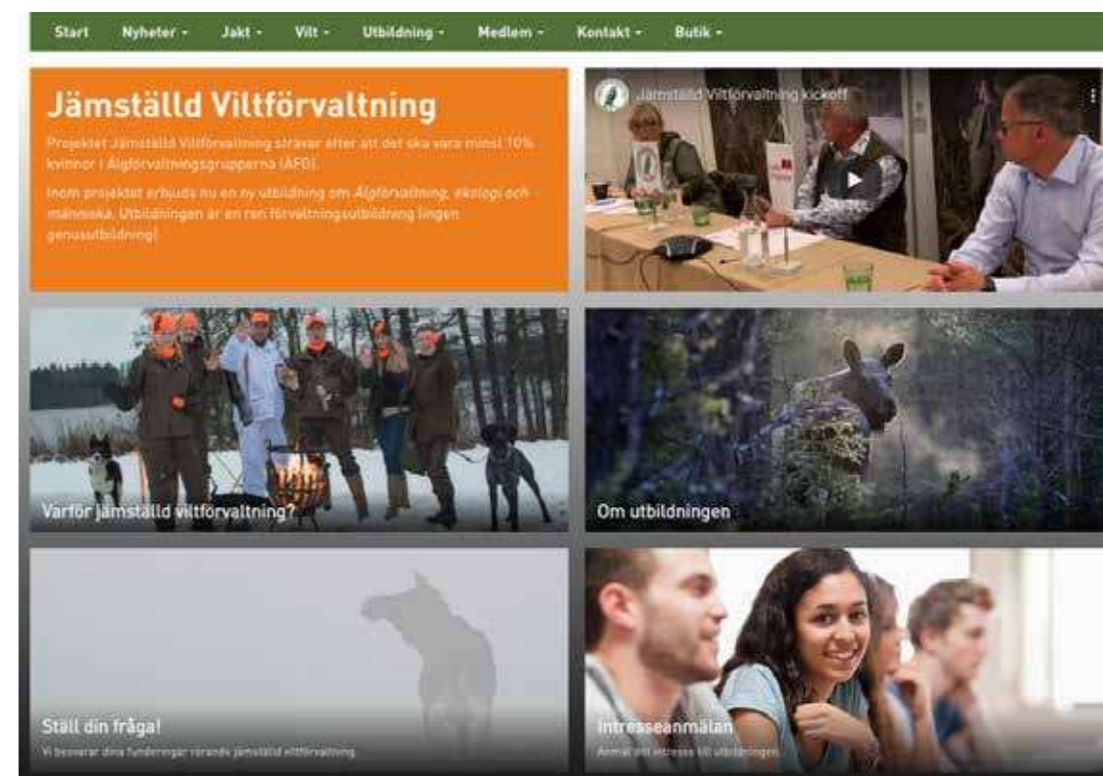 Start Nyheter Jakt Vilt Utbildning Medlem Kontakt Butik
Jämställd Viltförvaltning
Projektet Jämställd Viltförvaltning strävar efter att det ska vara minst 10%
kvinnor i Älgförvaltningsgrupperna (ÄFG).
Inom projektet erbjuds nu en ny utbildning om Älgförvaltning, ekologi och
människa. Utbildningen är en ren förvaltningsutbildning (ingen
genusutbildning).
Jämställd Viltförvaltning kickoff
Varför jämställd viltförvaltning?
Om utbildningen
Ställ din fråga!
Vi besvarar dina funderingar rörande jämställd viltförvaltning.
Intresseanmälan
Anmäl ditt intresse till utbildningen.